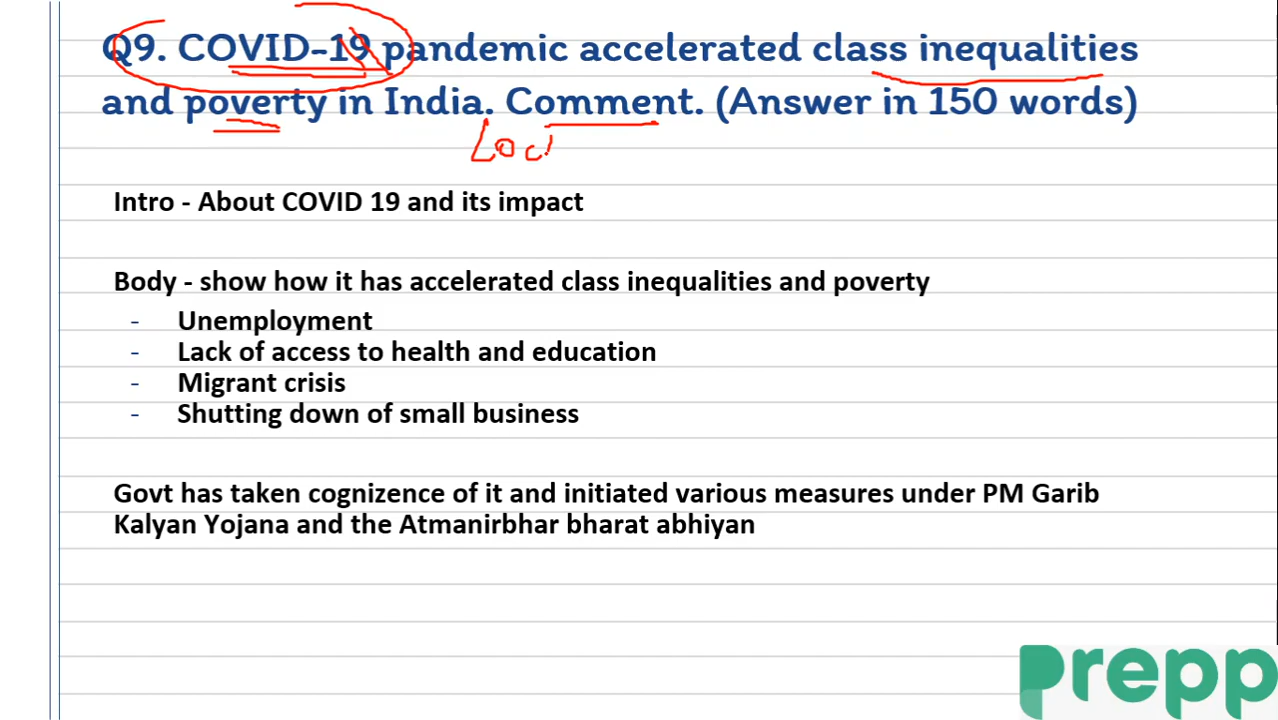 Q9. COVID-19 pandemic accelerated class inequalities
and poverty in India. Comment. (Answer in 150 words)
Intro - About COVID 19 and its impact
Body - show how it has accelerated class inequalities and poverty
- Unemployment
- Lack of access to health and education
- Migrant crisis
- Shutting down of small business
Govt has taken cognizence of it and initiated various measures under PM Garib
Kalyan Yojana and the Atmanirbhar bharat abhiyan
prepp